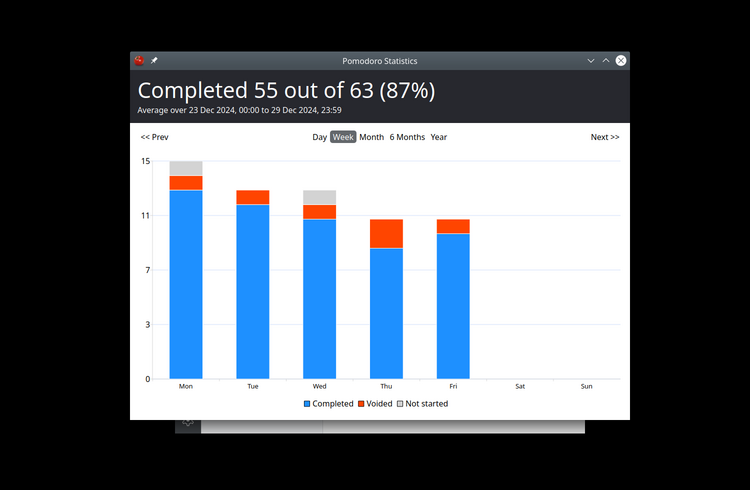 Pomodoro Statistics
Completed 55 out of 63 (87%)
Average over 23 Dec 2024, 00:00 to 29 Dec 2024, 23:59
<< Prev Day Week Month 6 Months Year Next >>
15
11
7
3
0
Mon Tue Wed Thu Fri Sat Sun
Completed Voided Not started